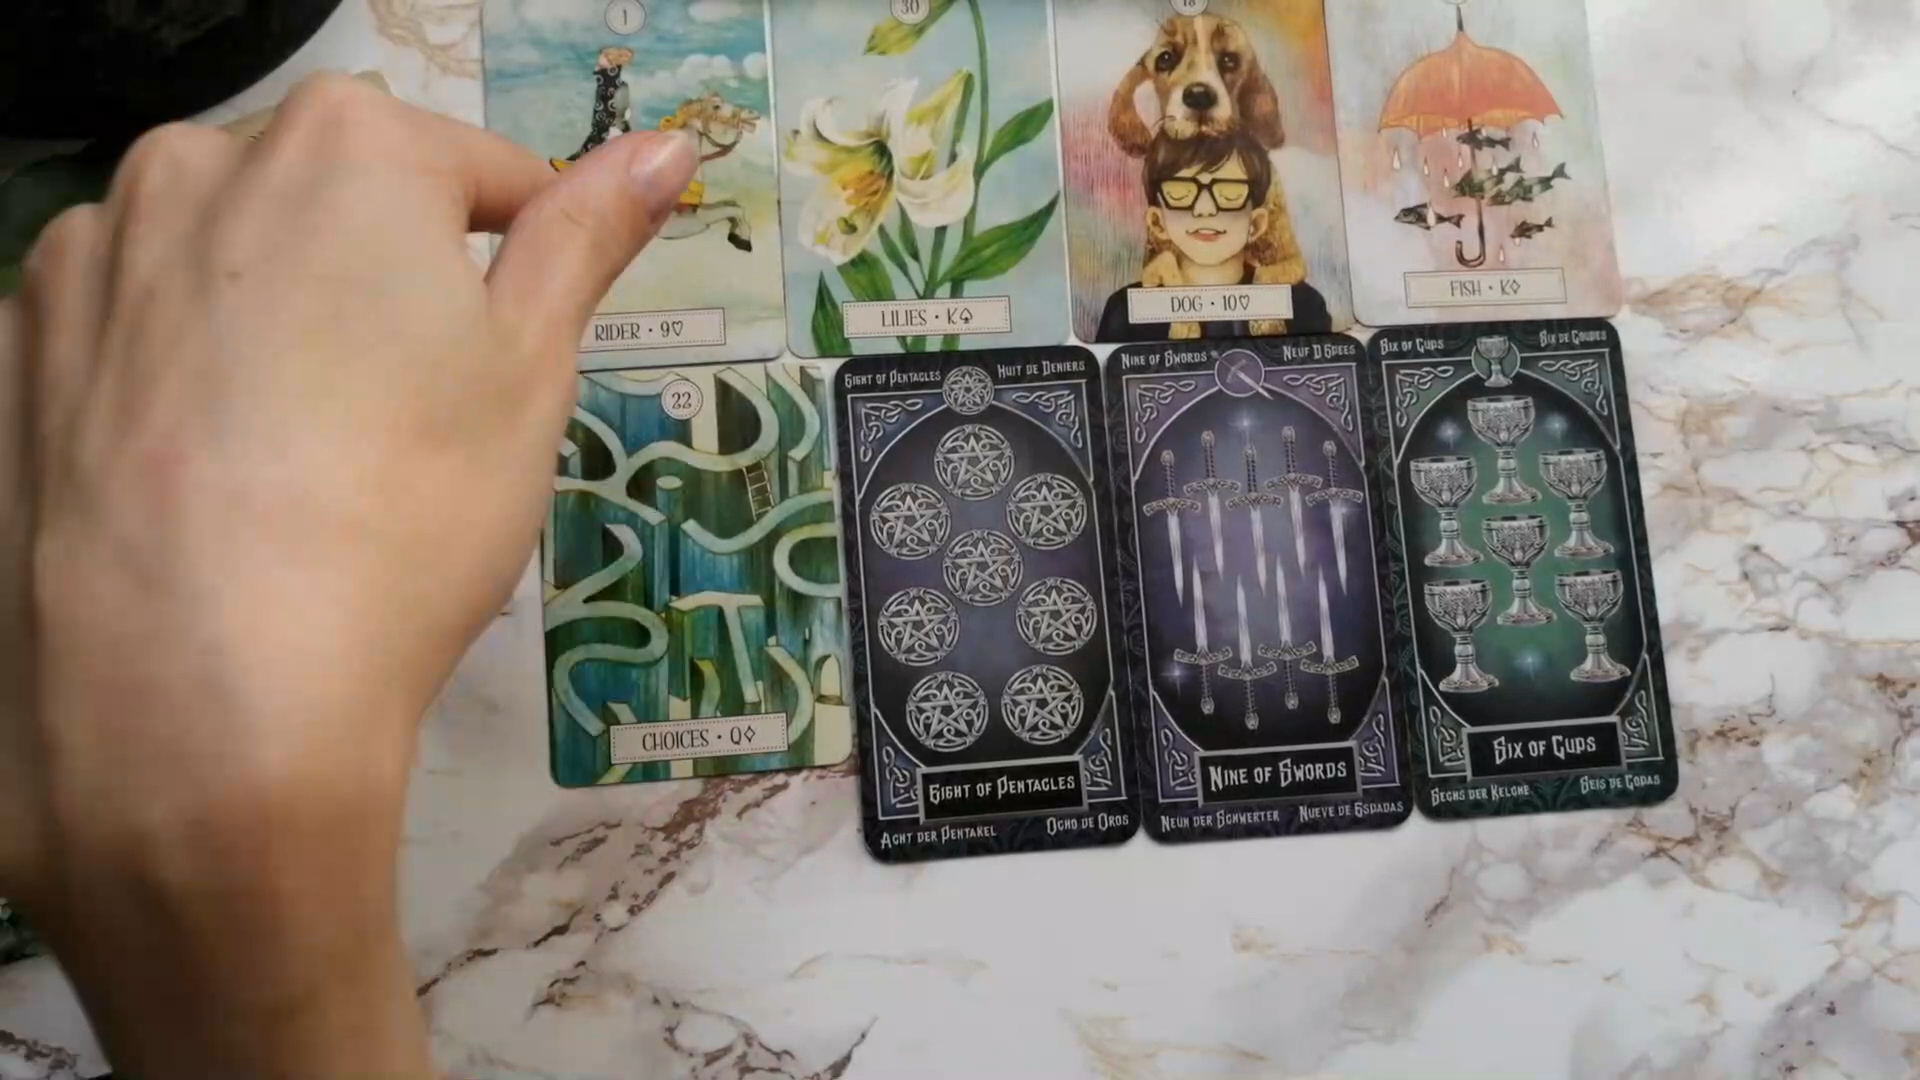 1
30
18
RIDER • 9♡
LILIES • K♤
DOG • 10♡
FISH • K♢
22
CHOICES • Q♢
EIGHT OF PENTACLES HUIT DE DENIERS
EIGHT OF PENTACLES
ACHT DER PENTAKEL OCHO DE OROS
NINE OF SWORDS NEUF D EPEES
NINE OF SWORDS
NEUN DER SCHWERTER NUEVE DE ESPADAS
SIX OF CUPS SIX DE COUPES
SIX OF CUPS
SECHS DER KELCHE SEIS DE COPAS